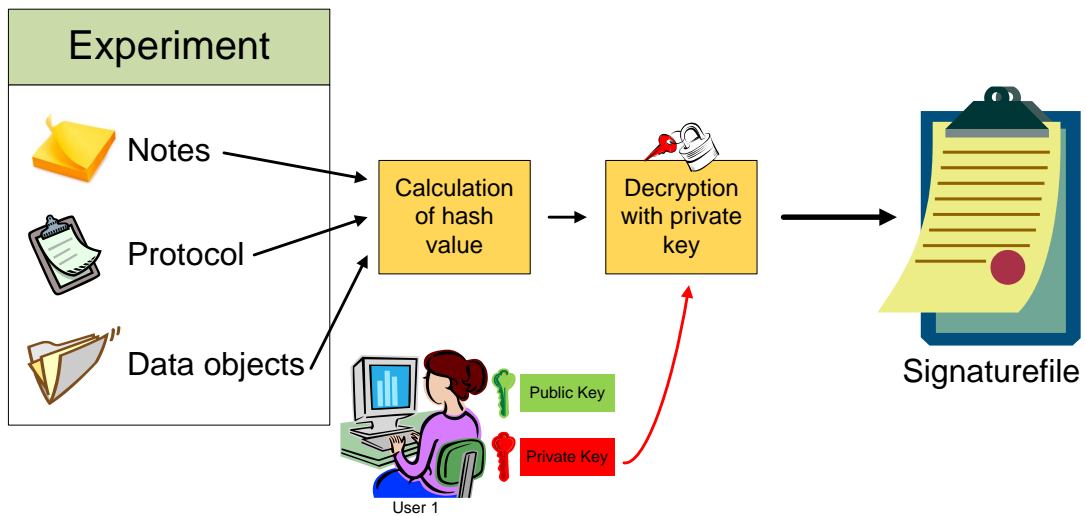 Experiment
Notes
Protocol
Data objects
Calculation
of hash
value
Decryption
with private
key
Signaturefile
Public Key
Private Key
User 1